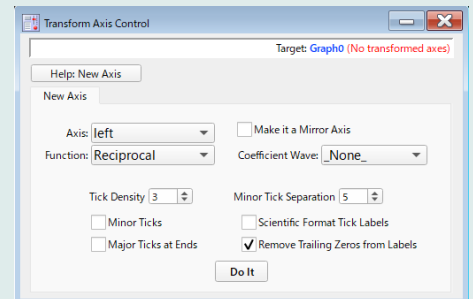 Transform Axis Control
Target: Graph0 (No transformed axes)
Help: New Axis
New Axis
Axis: left Make it a Mirror Axis
Function: Reciprocal Coefficient Wave: _None_
Tick Density 3 Minor Tick Separation 5
Minor Ticks Scientific Format Tick Labels
Major Ticks at Ends Remove Trailing Zeros from Labels
Do It